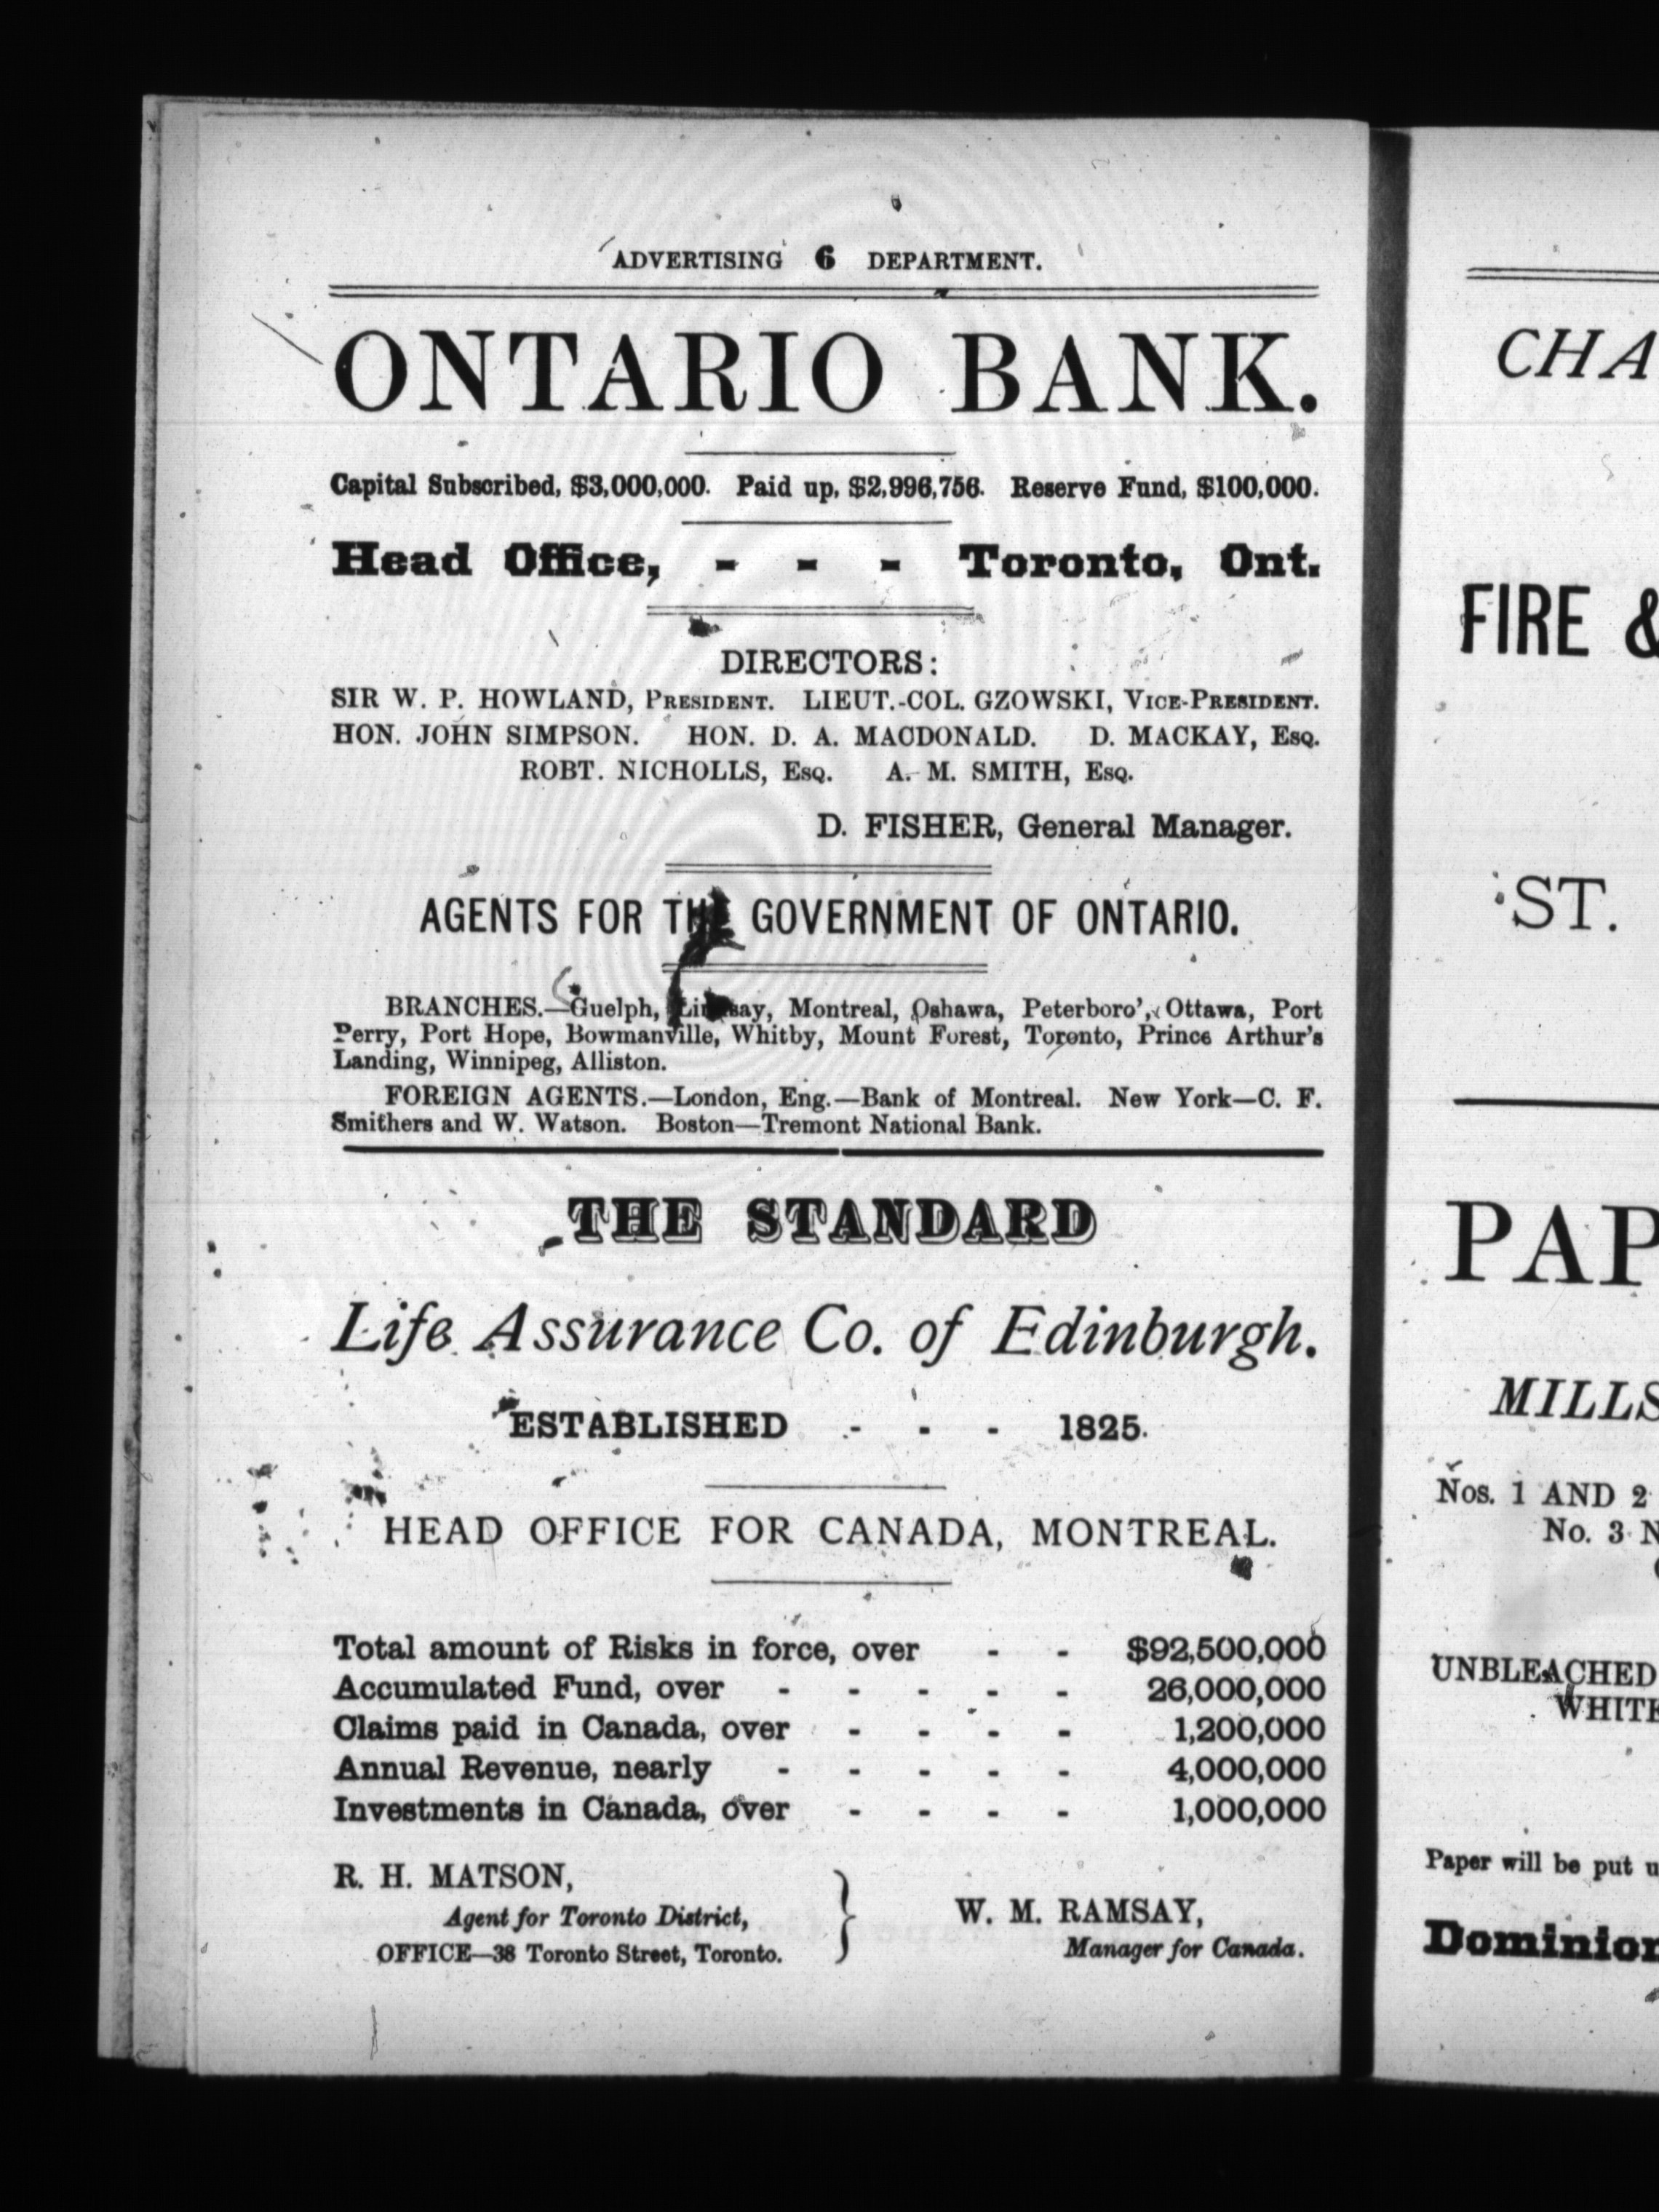 ADVERTISING 6 DEPARTMENT.
ONTARIO BANK.
Capital Subscribed, $3,000,000. Paid up, $2,996,756. Reserve Fund, $100,000.
Head Office, - - - Toronto, Ont.
DIRECTORS:
SIR W. P. HOWLAND, PRESIDENT. LIEUT.-COL. GZOWSKI, VICE-PRESIDENT.
HON. JOHN SIMPSON. HON. D. A. MACDONALD. D. MACKAY, ESQ.
ROBT. NICHOLLS, ESQ. A. M. SMITH, ESQ.
D. FISHER, General Manager.
AGENTS FOR THE GOVERNMENT OF ONTARIO.
BRANCHES.—Guelph, Lindsay, Montreal, Oshawa, Peterboro', Ottawa, Port
Perry, Port Hope, Bowmanville, Whitby, Mount Forest, Toronto, Prince Arthur's
Landing, Winnipeg, Alliston.
FOREIGN AGENTS.—London, Eng.—Bank of Montreal. New York—C. F.
Smithers and W. Watson. Boston—Tremont National Bank.
THE STANDARD
Life Assurance Co. of Edinburgh.
ESTABLISHED - - - 1825.
HEAD OFFICE FOR CANADA, MONTREAL.
Total amount of Risks in force, over - - $92,500,000
Accumulated Fund, over - - - - - 26,000,000
Claims paid in Canada, over - - - - 1,200,000
Annual Revenue, nearly - - - - - 4,000,000
Investments in Canada, over - - - - 1,000,000
R. H. MATSON,
Agent for Toronto District,
OFFICE—38 Toronto Street, Toronto.
} W. M. RAMSAY,
Manager for Canada.
CHA
FIRE &
ST.
PAP
MILLS
Nos. 1 AND 2
No. 3 N
UNBLEACHED
WHITE
Paper will be put u
Dominion